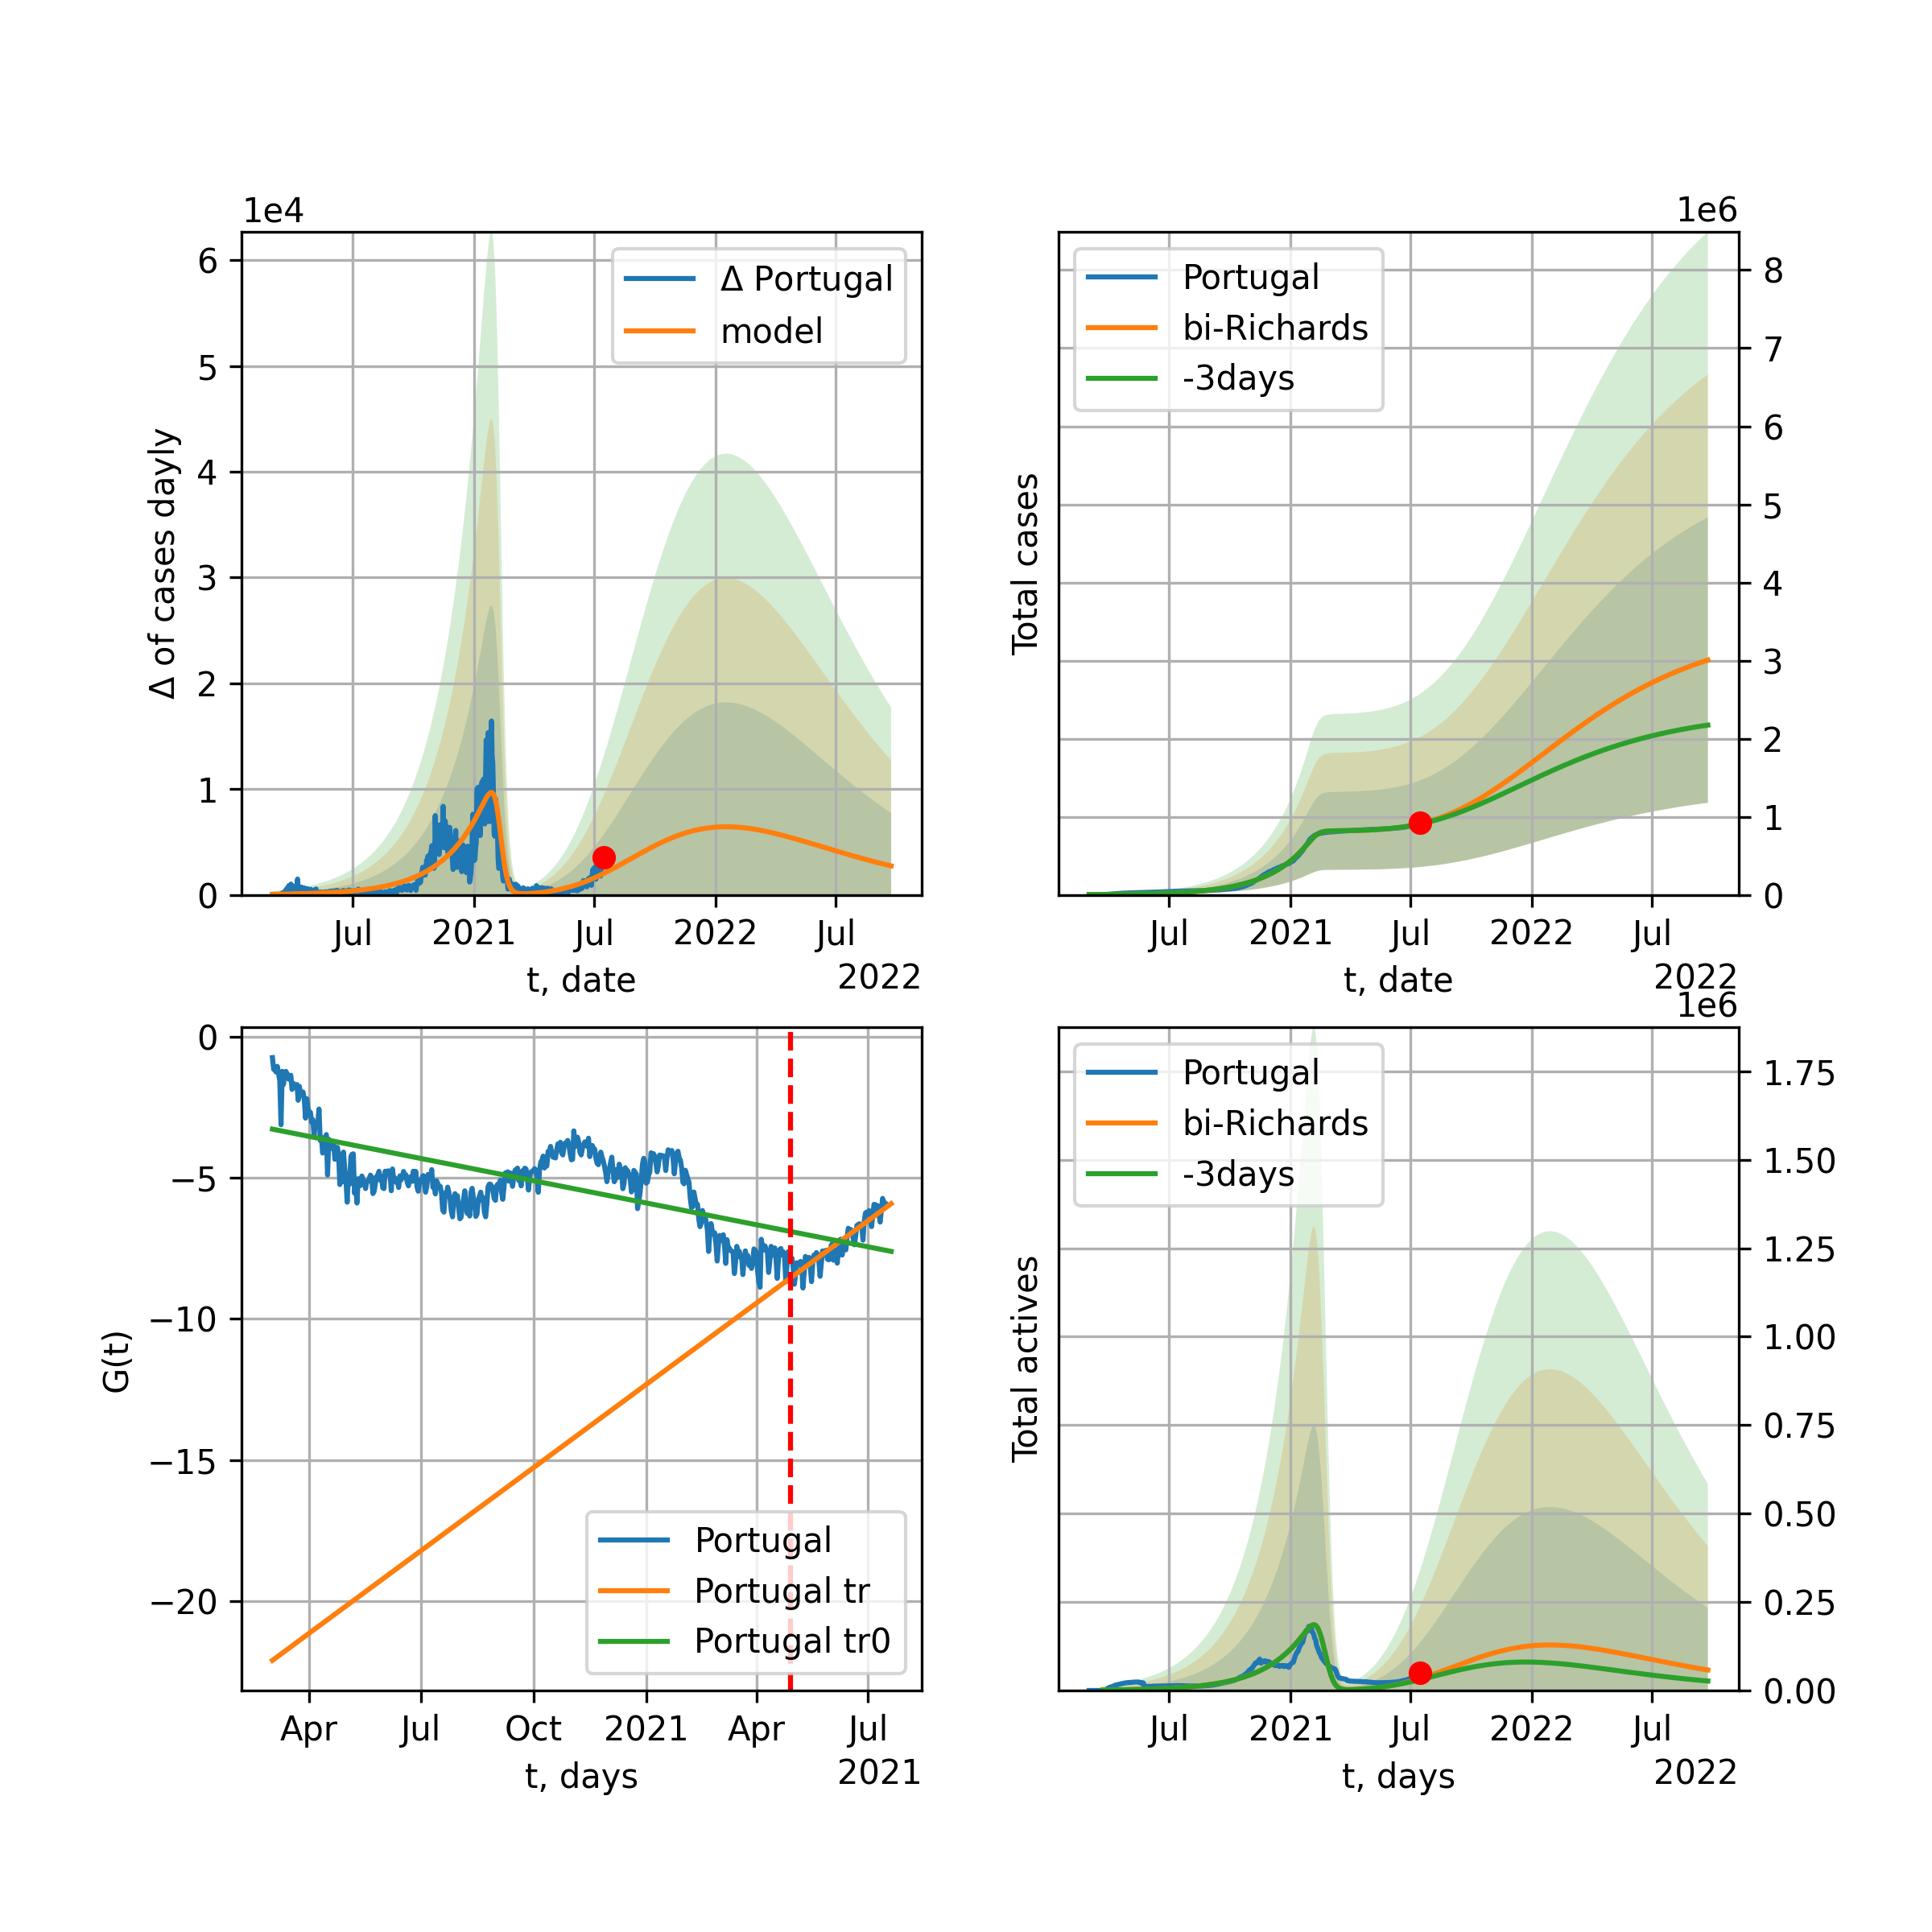 1e4
6
5
4
3
2
1
0
Δ of cases dayly
Δ Portugal
model
Jul
2021
Jul
2022
Jul
t, date
2022
1e6
8
7
6
5
4
3
2
1
0
Total cases
Portugal
bi-Richards
-3days
Jul
2021
Jul
2022
Jul
t, date
2022
0
−5
−10
−15
−20
G(t)
Portugal
Portugal tr
Portugal tr0
Apr
Jul
Oct
2021
Apr
Jul
t, days
2021
1e6
1.75
1.50
1.25
1.00
0.75
0.50
0.25
0.00
Total actives
Portugal
bi-Richards
-3days
Jul
2021
Jul
2022
Jul
t, days
2022